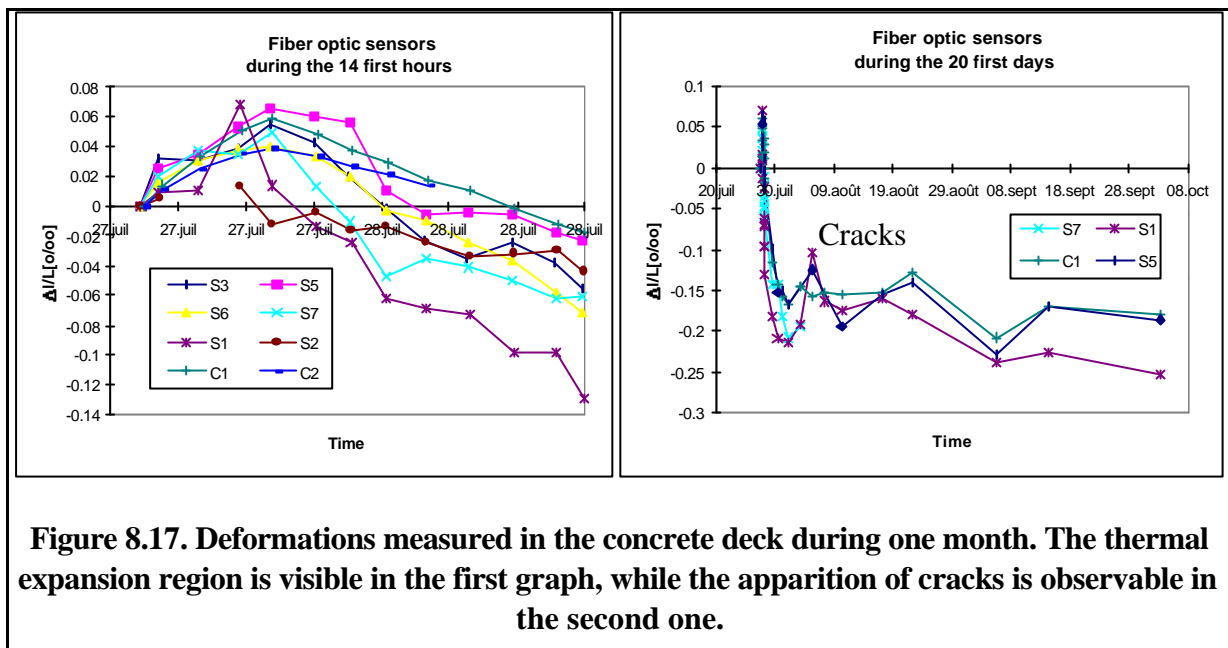 Fiber optic sensors
during the 14 first hours
0.08
0.06
0.04
0.02
0
-0.02
-0.04
-0.06
-0.08
-0.1
-0.12
-0.14
27.juil 27.juil 27.juil 27.juil 28.juil 28.juil 28.juil 28.juil
Δl/L[o/oo]
S3 S5
S6 S7
S1 S2
C1 C2
Time
Fiber optic sensors
during the 20 first days
0.1
0.05
0
-0.05
-0.1
-0.15
-0.2
-0.25
-0.3
20.juil 30.juil 09.août 19.août 29.août 08.sept 18.sept 28.sept 08.oct
Δl/L[o/oo]
Cracks
S7 S1
C1 S5
Time
Figure 8.17. Deformations measured in the concrete deck during one month. The thermal
expansion region is visible in the first graph, while the apparition of cracks is observable in
the second one.